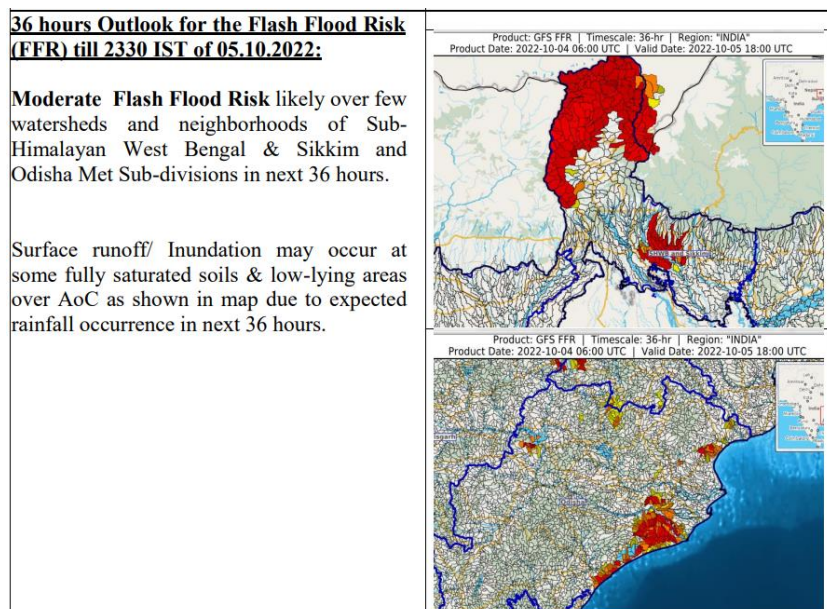 36 hours Outlook for the Flash Flood Risk
(FFR) till 2330 IST of 05.10.2022:
Moderate Flash Flood Risk likely over few
watersheds and neighborhoods of Sub-
Himalayan West Bengal & Sikkim and
Odisha Met Sub-divisions in next 36 hours.
Surface runoff/ Inundation may occur at
some fully saturated soils & low-lying areas
over AoC as shown in map due to expected
rainfall occurrence in next 36 hours.
Product: GFS FFR | Timescale: 36-hr | Region: "INDIA"
Product Date: 2022-10-04 06:00 UTC | Valid Date: 2022-10-05 18:00 UTC
India
Product: GFS FFR | Timescale: 36-hr | Region: "INDIA"
Product Date: 2022-10-04 06:00 UTC | Valid Date: 2022-10-05 18:00 UTC
India